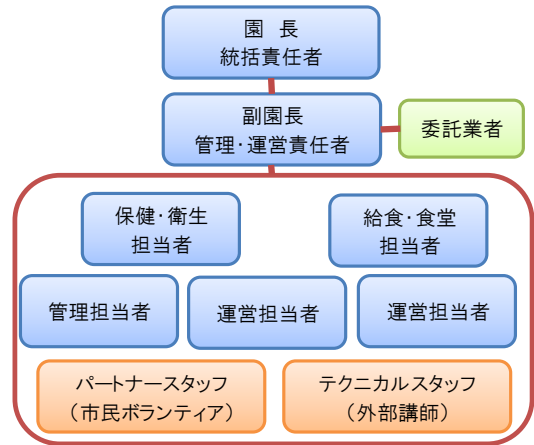 園 長
統括責任者
副園長
管理・運営責任者
委託業者
保健・衛生
担当者
給食・食堂
担当者
管理担当者
運営担当者
運営担当者
パートナースタッフ
（市民ボランティア）
テクニカルスタッフ
（外部講師）